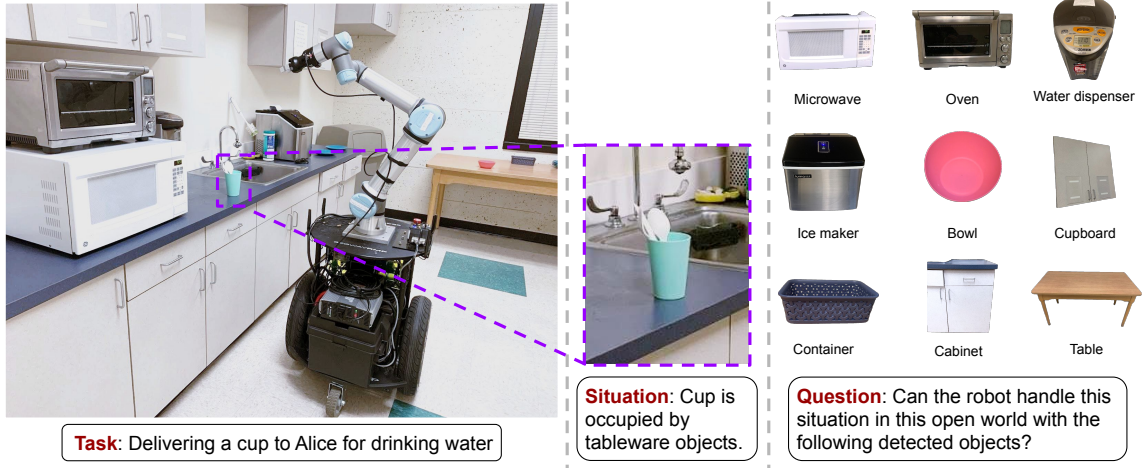 Microwave
Oven
Water dispenser
Ice maker
Bowl
Cupboard
Container
Cabinet
Table
Task: Delivering a cup to Alice for drinking water
Situation: Cup is
occupied by
tableware objects.
Question: Can the robot handle this
situation in this open world with the
following detected objects?